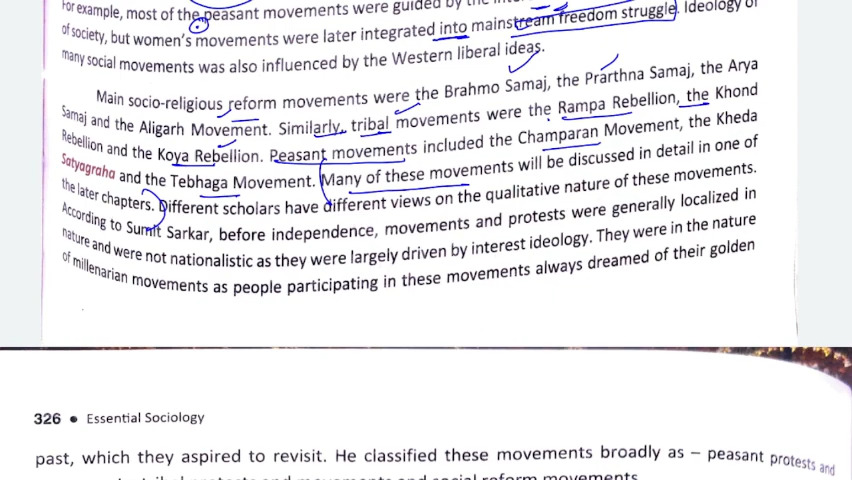 For example, most of the peasant movements were guided by the
of society, but women's movements were later integrated into mainstream freedom struggle. Ideology of
many social movements was also influenced by the Western liberal ideas.
Main socio-religious reform movements were the Brahmo Samaj, the Prarthna Samaj, the Arya
Samaj and the Aligarh Movement. Similarly, tribal movements were the Rampa Rebellion, the Khond
Rebellion and the Koya Rebellion. Peasant movements included the Champaran Movement, the Kheda
Satyagraha and the Tebhaga Movement. Many of these movements will be discussed in detail in one of
the later chapters. Different scholars have different views on the qualitative nature of these movements.
According to Sumit Sarkar, before independence, movements and protests were generally localized in
nature and were not nationalistic as they were largely driven by interest ideology. They were in the nature
of millenarian movements as people participating in these movements always dreamed of their golden
326 • Essential Sociology
past, which they aspired to revisit. He classified these movements broadly as – peasant protests and
movements and social reform movements